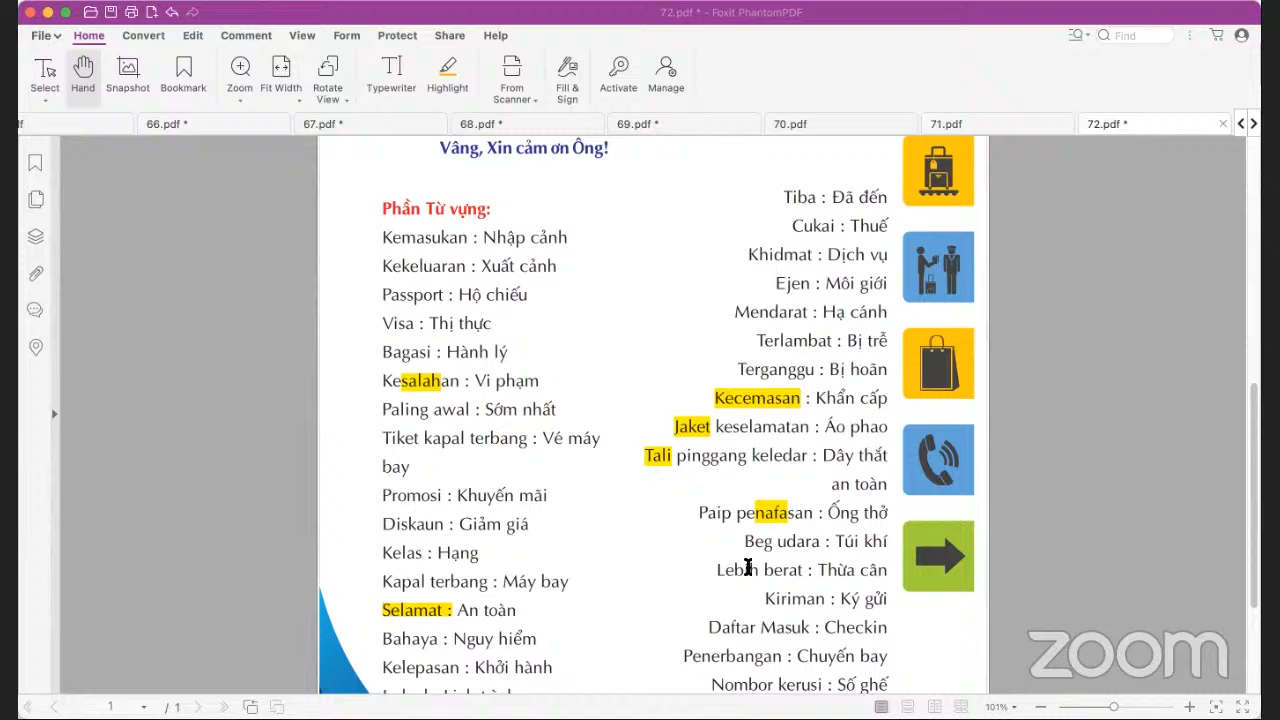 72.pdf * - Foxit PhantomPDF
File Home Convert Edit Comment View Form Protect Share Help
Find
Select
Hand
Snapshot
Bookmark
Zoom
Fit Width
Rotate
View
Typewriter
Highlight
From
Scanner
Fill &
Sign
Activate
Manage
66.pdf *
67.pdf *
68.pdf *
69.pdf *
70.pdf
71.pdf
72.pdf *
Vâng, Xin cảm ơn Ông!
Phần Từ vựng:
Kemasukan : Nhập cảnh
Kekeluaran : Xuất cảnh
Passport : Hộ chiếu
Visa : Thị thực
Bagasi : Hành lý
Kesalahan : Vi phạm
Paling awal : Sớm nhất
Tiket kapal terbang : Vé máy
bay
Promosi : Khuyến mãi
Diskaun : Giảm giá
Kelas : Hạng
Kapal terbang : Máy bay
Selamat : An toàn
Bahaya : Nguy hiểm
Kelepasan : Khởi hành
Tiba : Đã đến
Cukai : Thuế
Khidmat : Dịch vụ
Ejen : Môi giới
Mendarat : Hạ cánh
Terlambat : Bị trễ
Terganggu : Bị hoãn
Kecemasan : Khẩn cấp
Jaket keselamatan : Áo phao
Tali pinggang keledar : Dây thắt
an toàn
Paip penafasan : Ống thở
Beg udara : Túi khí
Lebih berat : Thừa cân
Kiriman : Ký gửi
Daftar Masuk : Checkin
Penerbangan : Chuyến bay
Nombor kerusi : Số ghế
zoom
1 / 1
101%